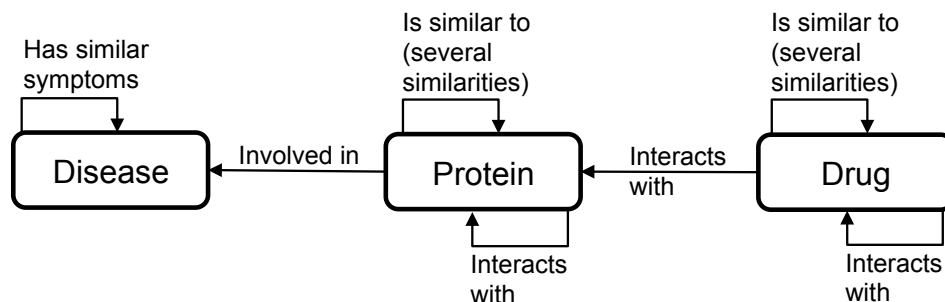 Has similar
symptoms
Is similar to
(several
similarities)
Is similar to
(several
similarities)
Disease
Involved in
Protein
Interacts
with
Drug
Interacts
with
Interacts
with